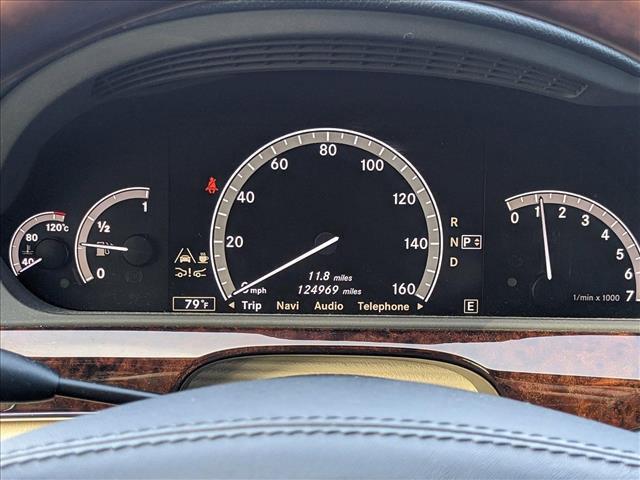 120°C
80
40
1
½
0
0
20
40
60
80
100
120
140
160
mph
11.8 miles
124969 miles
79°F
◄ Trip Navi Audio Telephone ►
R
N P
D
E
0 1 2 3 4 5 6 7
1/min x 1000